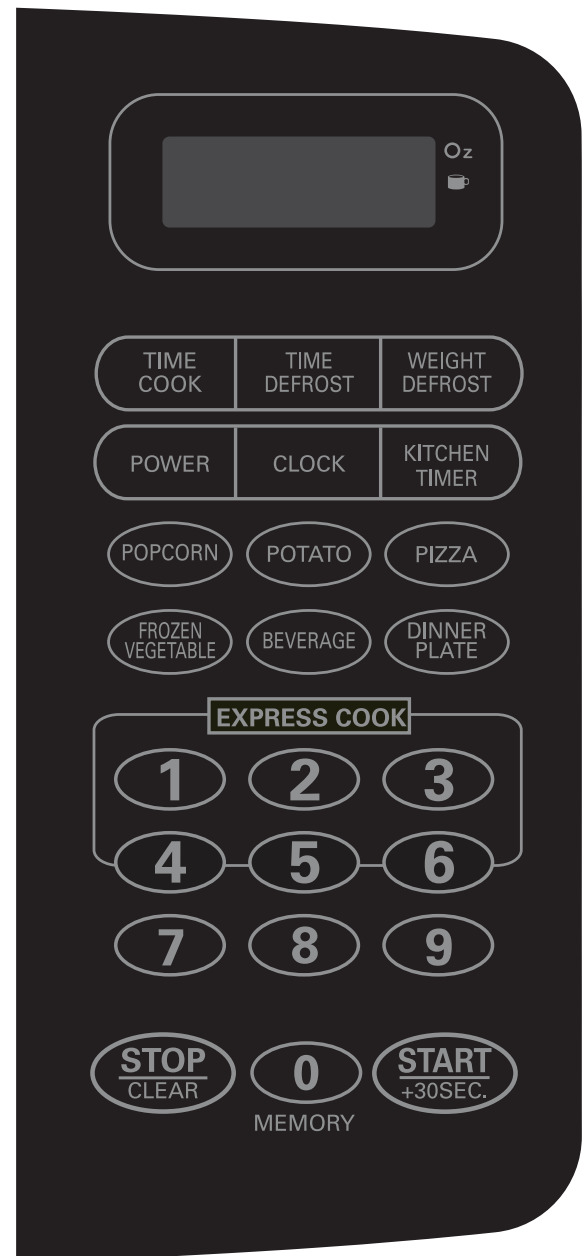 Oz
TIME
COOK
TIME
DEFROST
WEIGHT
DEFROST
POWER
CLOCK
KITCHEN
TIMER
POPCORN
POTATO
PIZZA
FROZEN
VEGETABLE
BEVERAGE
DINNER
PLATE
EXPRESS COOK
1 2 3
4 5 6
7 8 9
STOP
CLEAR
0
MEMORY
START
+30SEC.